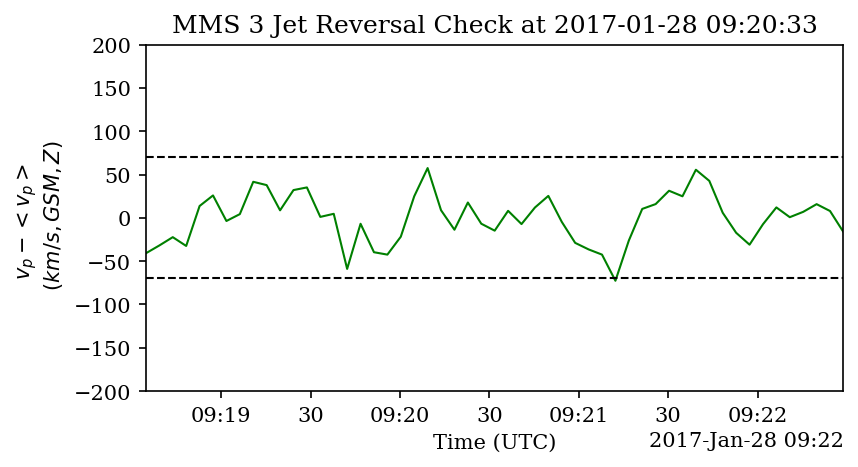 MMS 3 Jet Reversal Check at 2017-01-28 09:20:33
200
150
100
50
0
−50
−100
−150
−200
v_p − < v_p >
(km/s, GSM, Z)
09:19 30 09:20 30 09:21 30 09:22
Time (UTC)
2017-Jan-28 09:22